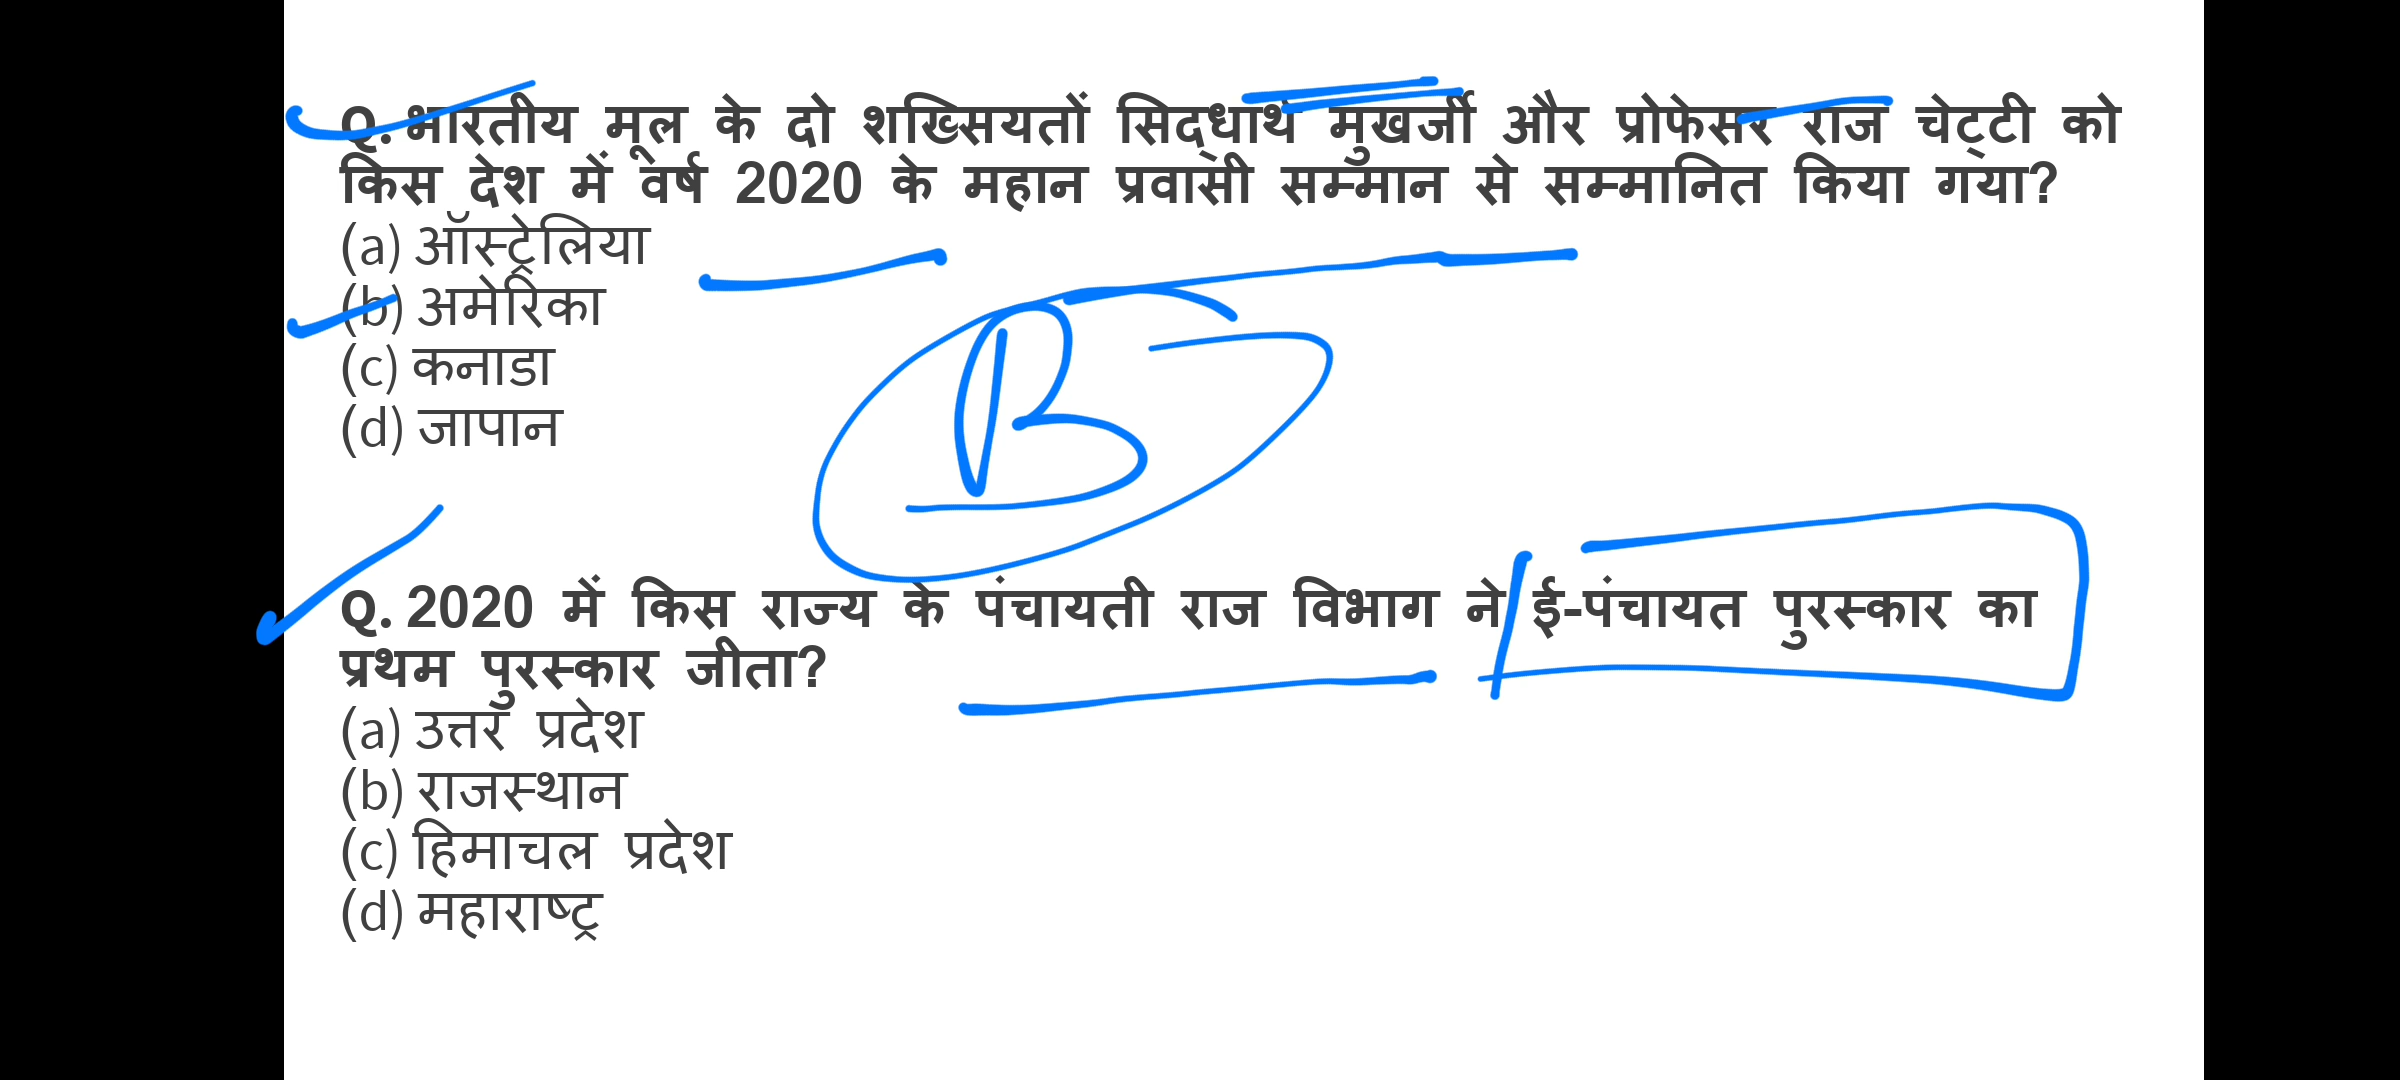 Q. भारतीय मूल के दो शख्सियतों सिद्धार्थ मुखर्जी और प्रोफेसर राज चेट्टी को
किस देश में वर्ष 2020 के महान प्रवासी सम्मान से सम्मानित किया गया?
(a) ऑस्ट्रेलिया
(b) अमेरिका
(c) कनाडा
(d) जापान
B
Q. 2020 में किस राज्य के पंचायती राज विभाग ने ई-पंचायत पुरस्कार का
प्रथम पुरस्कार जीता?
(a) उत्तर प्रदेश
(b) राजस्थान
(c) हिमाचल प्रदेश
(d) महाराष्ट्र